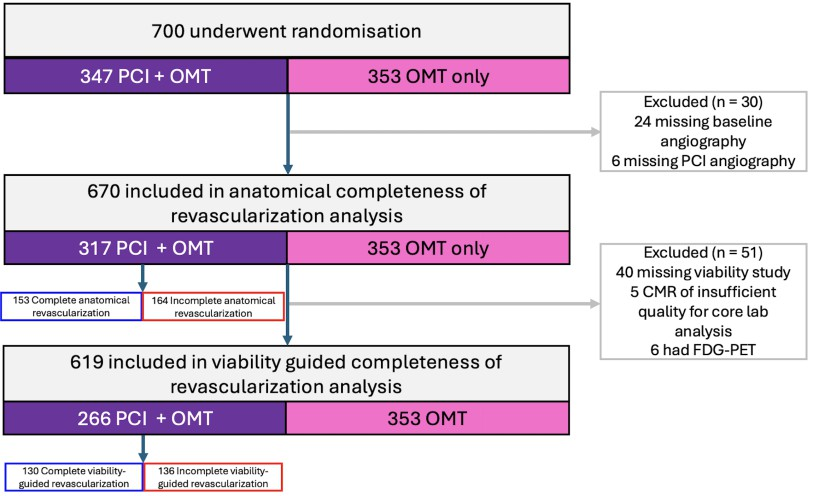 700 underwent randomisation
347 PCI + OMT
353 OMT only
Excluded (n = 30)
24 missing baseline
angiography
6 missing PCI angiography
670 included in anatomical completeness of
revascularization analysis
317 PCI + OMT
353 OMT only
Excluded (n = 51)
40 missing viability study
5 CMR of insufficient
quality for core lab
analysis
6 had FDG-PET
153 Complete anatomical
revascularization
164 Incomplete anatomical
revascularization
619 included in viability guided completeness of
revascularization analysis
266 PCI + OMT
353 OMT
130 Complete viability-
guided revascularization
136 Incomplete viability-
guided revascularization